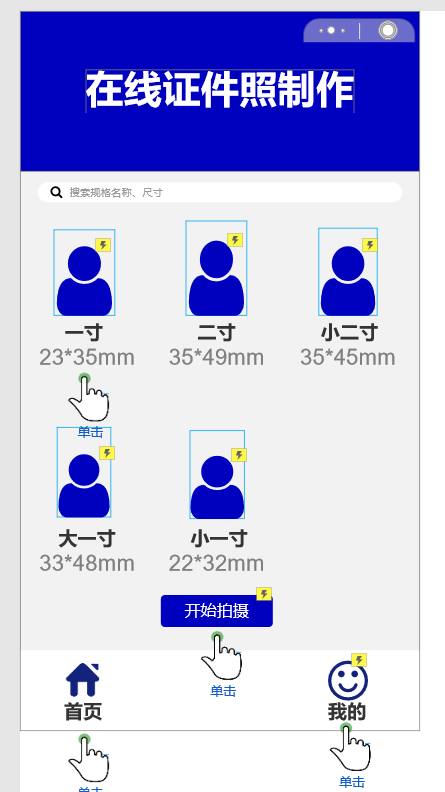 在线证件照制作
搜索规格名称、尺寸
一寸
二寸
小二寸
23*35mm
35*49mm
35*45mm
单击
大一寸
小一寸
33*48mm
22*32mm
开始拍摄
单击
首页
我的
单击
单击